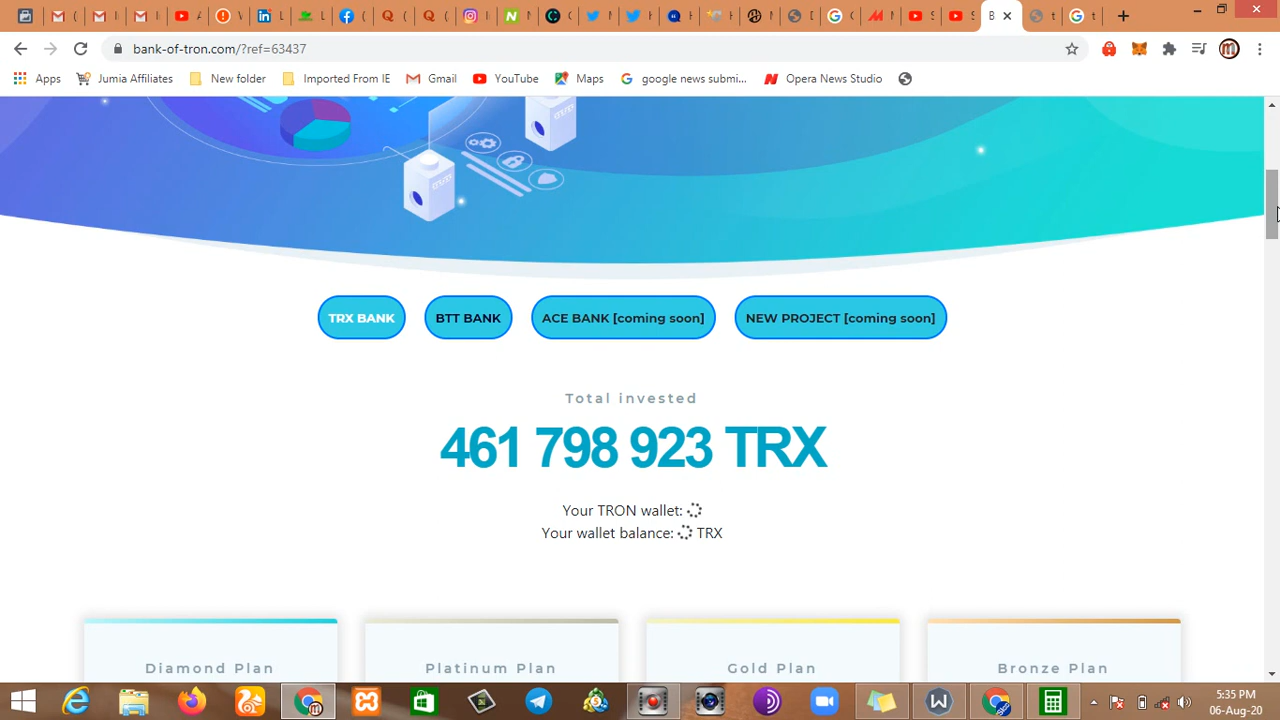 bank-of-tron.com/?ref=63437
Apps Jumia Affiliates New folder Imported From IE Gmail YouTube Maps google news submi... Opera News Studio
TRX BANK BTT BANK ACE BANK [coming soon] NEW PROJECT [coming soon]
Total invested
461 798 923 TRX
Your TRON wallet:
Your wallet balance: TRX
Diamond Plan Platinum Plan Gold Plan Bronze Plan
5:35 PM
06-Aug-20